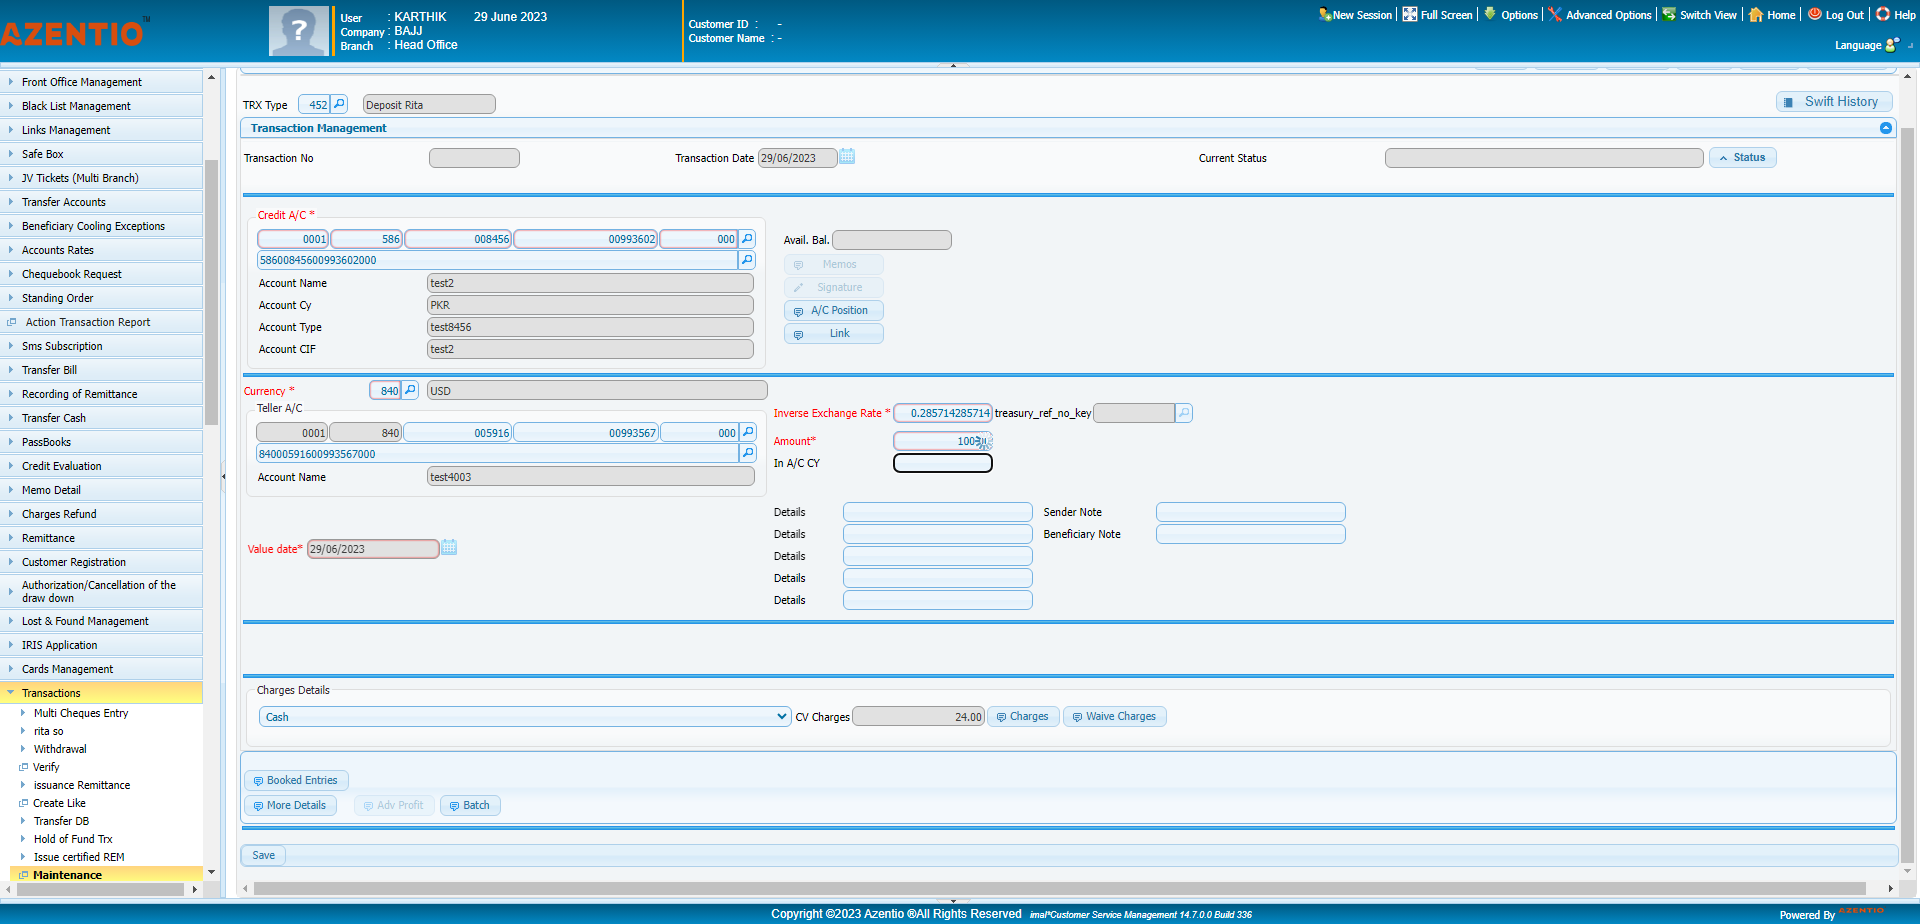 AZENTIO™
User : KARTHIK 29 June 2023
Company : BAJJ
Branch : Head Office
Customer ID : -
Customer Name : -
New Session
Full Screen
Options
Advanced Options
Switch View
Home
Log Out
Help
Language
Front Office Management
Black List Management
Links Management
Safe Box
JV Tickets (Multi Branch)
Transfer Accounts
Beneficiary Cooling Exceptions
Accounts Rates
Chequebook Request
Standing Order
Action Transaction Report
Sms Subscription
Transfer Bill
Recording of Remittance
Transfer Cash
PassBooks
Credit Evaluation
Memo Detail
Charges Refund
Remittance
Customer Registration
Authorization/Cancellation of the
draw down
Lost & Found Management
IRIS Application
Cards Management
Transactions
Multi Cheques Entry
rita so
Withdrawal
Verify
issuance Remittance
Create Like
Transfer DB
Hold of Fund Trx
Issue certified REM
Maintenance
TRX Type 452 Deposit Rita
Swift History
Transaction Management
Transaction No
Transaction Date 29/06/2023
Current Status
Status
Credit A/C *
0001 586 008456 00993602 000
58600845600993602000
Account Name test2
Account Cy PKR
Account Type test8456
Account CIF test2
Avail. Bal.
Memos
Signature
A/C Position
Link
Currency * 840 USD
Teller A/C
0001 840 005916 00993567 000
84000591600993567000
Account Name test4003
Inverse Exchange Rate * 0.285714285714 treasury_ref_no_key
Amount*
In A/C CY
Value date* 29/06/2023
Details
Details
Details
Details
Details
Sender Note
Beneficiary Note
Charges Details
Cash
CV Charges 24.00
Charges
Waive Charges
Booked Entries
More Details
Adv Profit
Batch
Save
Copyright ©2023 Azentio ®All Rights Reserved imal*Customer Service Management 14.7.0.0 Build 336
Powered By AZENTIO